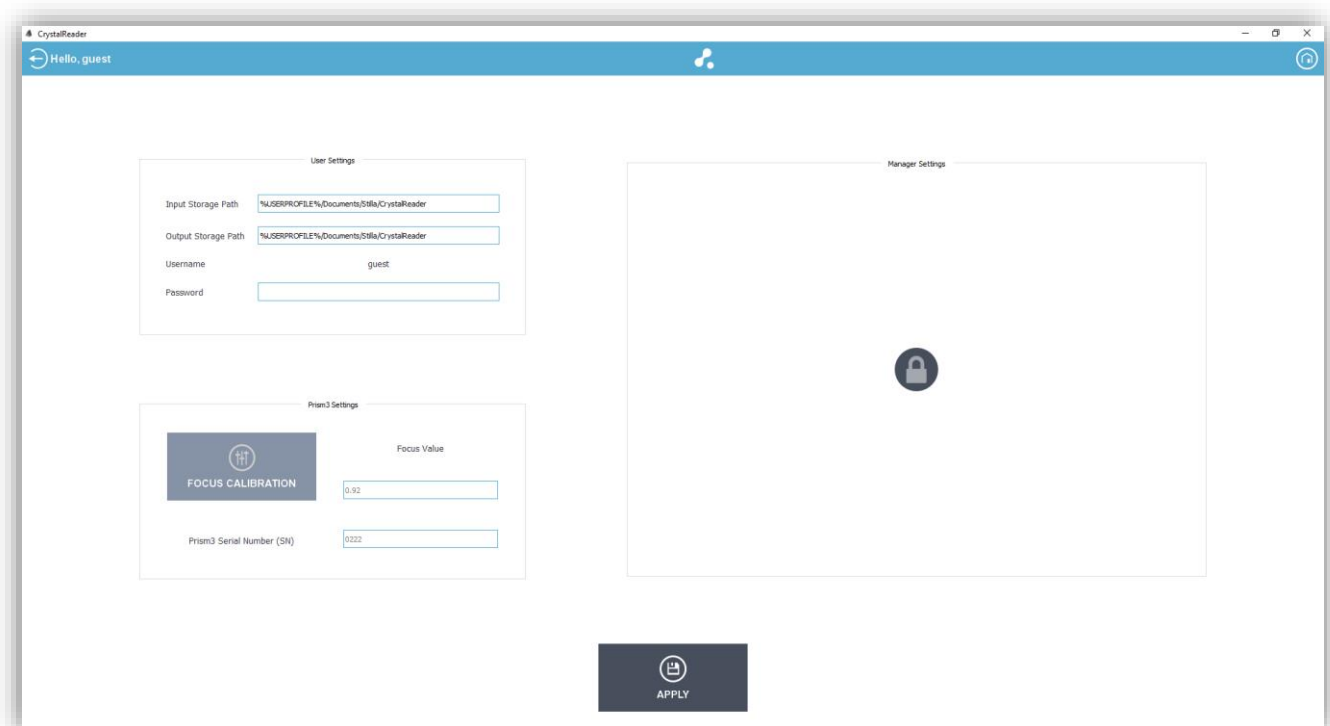 CrystalReader
Hello, guest
User Settings
Input Storage Path %USERPROFILE%/Documents/Stilla/CrystalReader
Output Storage Path %USERPROFILE%/Documents/Stilla/CrystalReader
Username guest
Password
Manager Settings
Prism3 Settings
Focus Value
FOCUS CALIBRATION
0.92
Prism3 Serial Number (SN) 0222
APPLY